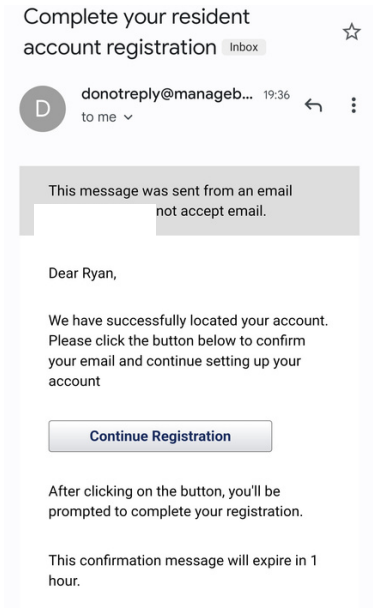 Complete your resident
account registration Inbox
D
donotreply@manageb... 19:36
to me
This message was sent from an email
not accept email.
Dear Ryan,
We have successfully located your account.
Please click the button below to confirm
your email and continue setting up your
account
Continue Registration
After clicking on the button, you'll be
prompted to complete your registration.
This confirmation message will expire in 1
hour.